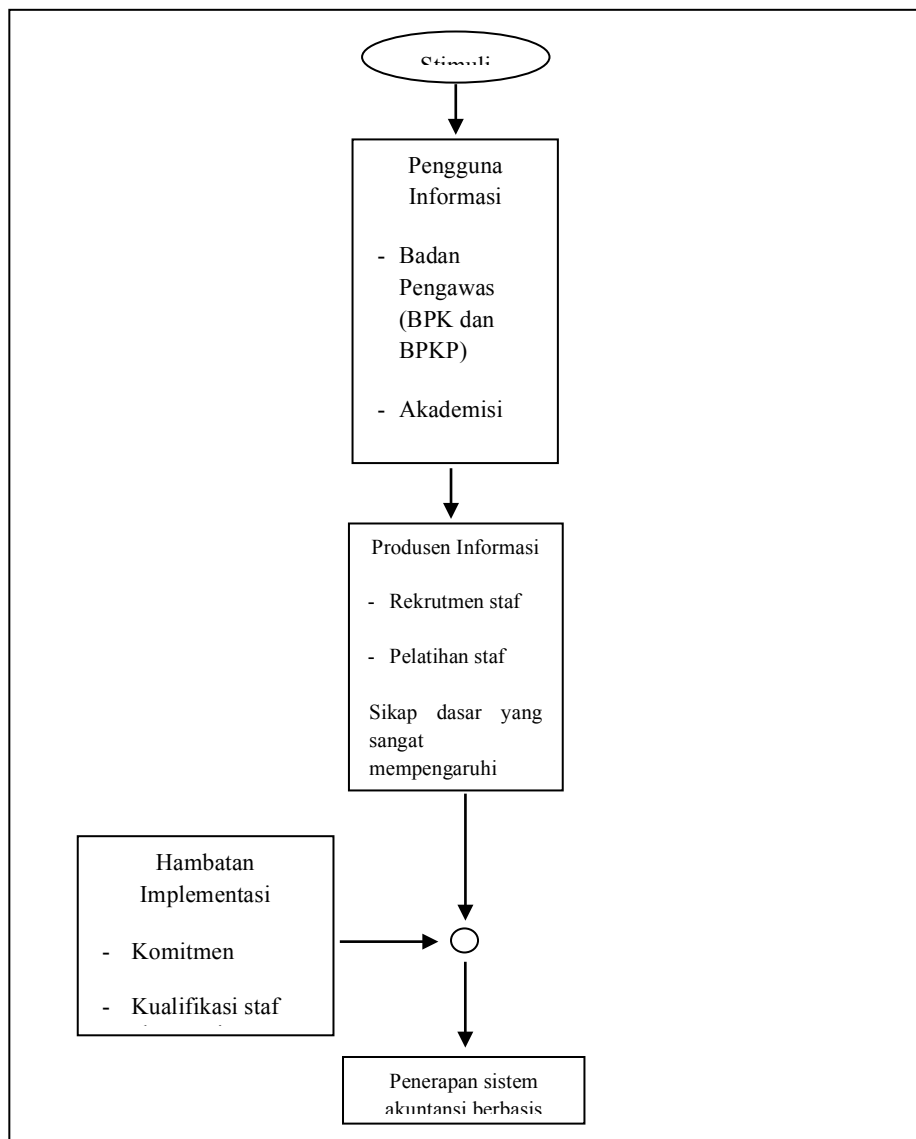 Stimuli
Pengguna
Informasi
- Badan
Pengawas
(BPK dan
BPKP)
- Akademisi
Produsen Informasi
- Rekrutmen staf
- Pelatihan staf
Sikap dasar yang
sangat
mempengaruhi
Hambatan
Implementasi
- Komitmen
- Kualifikasi staf
Penerapan sistem
akuntansi berbasis